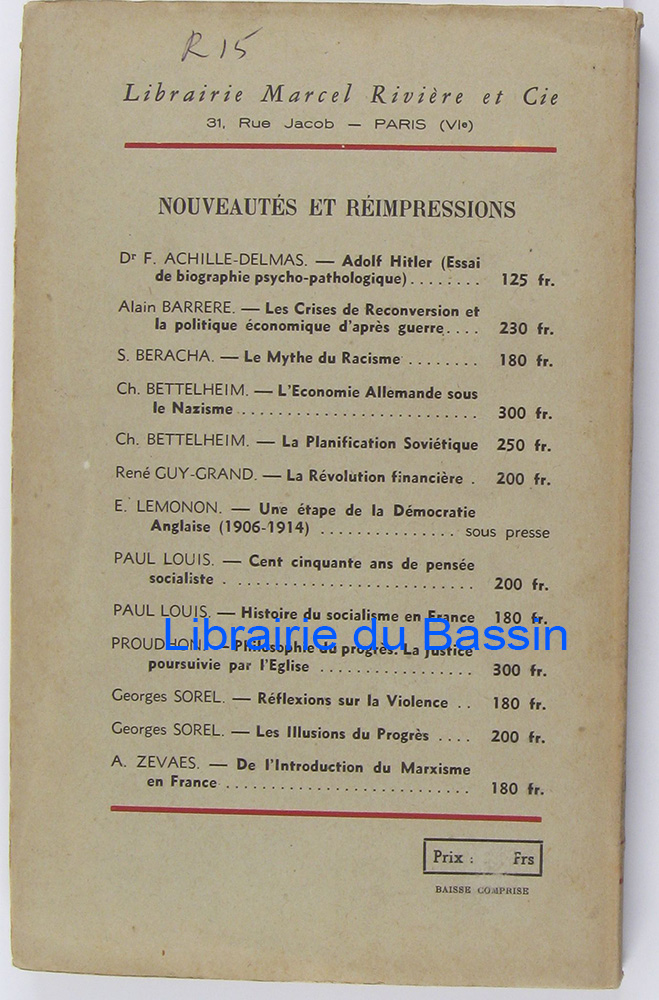 R 15
Librairie Marcel Rivière et Cie
31, Rue Jacob — PARIS (VIe)
NOUVEAUTÉS ET RÉIMPRESSIONS
Dr F. ACHILLE-DELMAS. — Adolf Hitler (Essai
de biographie psycho-pathologique) ........ 125 fr.
Alain BARRERE. — Les Crises de Reconversion et
la politique économique d'après guerre.... 230 fr.
S. BERACHA. — Le Mythe du Racisme ........ 180 fr.
Ch. BETTELHEIM. — L'Economie Allemande sous
le Nazisme ........................... 300 fr.
Ch. BETTELHEIM. — La Planification Soviétique 250 fr.
René GUY-GRAND. — La Révolution financière . 200 fr.
E. LEMONON. — Une étape de la Démocratie
Anglaise (1906-1914) ............... sous presse
PAUL LOUIS. — Cent cinquante ans de pensée
socialiste ............................ 200 fr.
PAUL LOUIS. — Histoire du socialisme en France 180 fr.
Librairie du Bassin
PROUDHON. — Philosophie du progrès. La Justice
poursuivie par l'Eglise ................. 300 fr.
Georges SOREL. — Réflexions sur la Violence .. 180 fr.
Georges SOREL. — Les Illusions du Progrès .... 200 fr.
A. ZEVAES. — De l'Introduction du Marxisme
en France ........................... 180 fr.
Prix : Frs
BAISSE COMPRISE